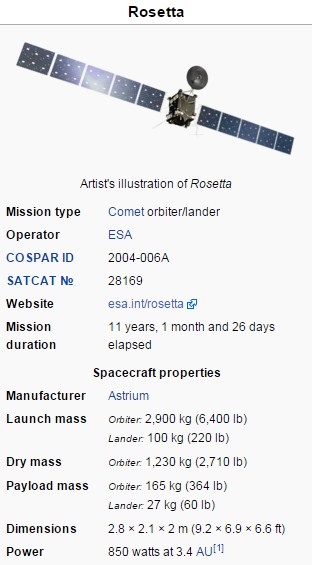 Rosetta
Artist's illustration of Rosetta
Mission type Comet orbiter/lander
Operator ESA
COSPAR ID 2004-006A
SATCAT № 28169
Website esa.int/rosetta
Mission duration 11 years, 1 month and 26 days elapsed
Spacecraft properties
Manufacturer Astrium
Launch mass Orbiter: 2,900 kg (6,400 lb)
Lander: 100 kg (220 lb)
Dry mass Orbiter: 1,230 kg (2,710 lb)
Payload mass Orbiter: 165 kg (364 lb)
Lander: 27 kg (60 lb)
Dimensions 2.8 × 2.1 × 2 m (9.2 × 6.9 × 6.6 ft)
Power 850 watts at 3.4 AU[1]